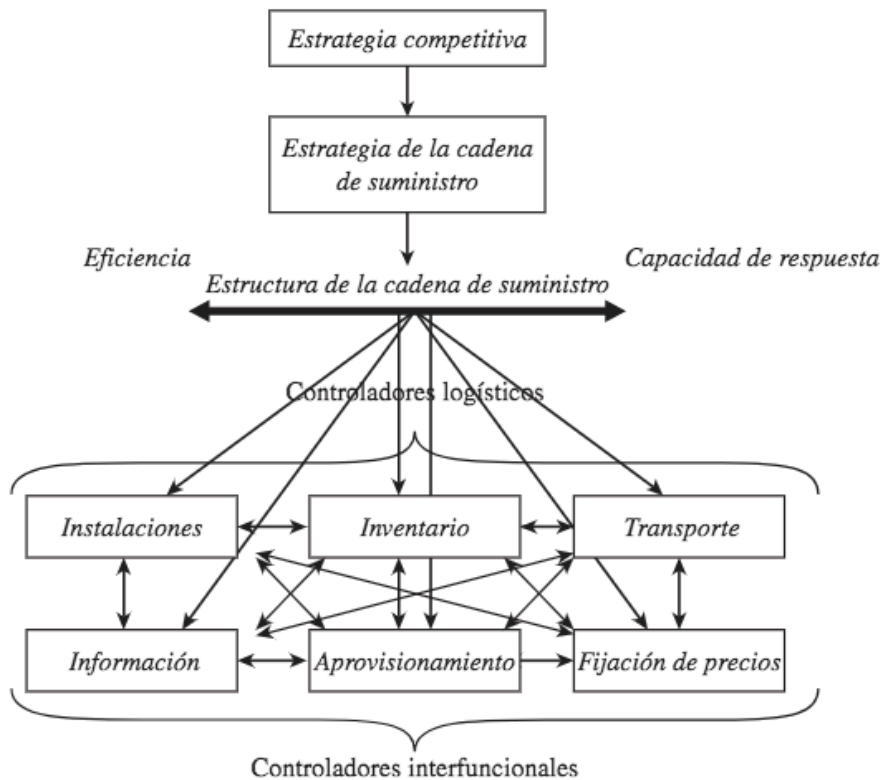 Estrategia competitiva
Estrategia de la cadena
de suministro
Eficiencia
Capacidad de respuesta
Estructura de la cadena de suministro
Controladores logísticos
Instalaciones
Inventario
Transporte
Información
Aprovisionamiento
Fijación de precios
Controladores interfuncionales